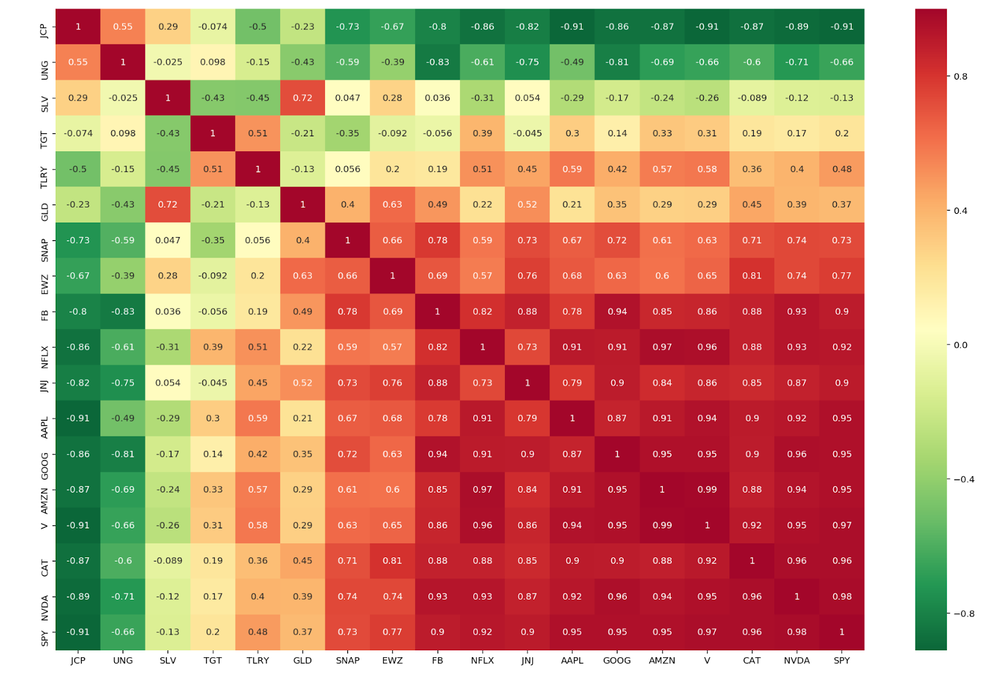 JCP 1 0.55 0.29 -0.074 -0.5 -0.23 -0.73 -0.67 -0.8 -0.86 -0.82 -0.91 -0.86 -0.87 -0.91 -0.87 -0.89 -0.91
UNG 0.55 1 -0.025 0.098 -0.15 -0.43 -0.59 -0.39 -0.83 -0.61 -0.75 -0.49 -0.81 -0.69 -0.66 -0.6 -0.71 -0.66
SLV 0.29 -0.025 1 -0.43 -0.45 0.72 0.047 0.28 0.036 -0.31 0.054 -0.29 -0.17 -0.24 -0.26 -0.089 -0.12 -0.13
TGT -0.074 0.098 -0.43 1 0.51 -0.21 -0.35 -0.092 -0.056 0.39 -0.045 0.3 0.14 0.33 0.31 0.19 0.17 0.2
TLRY -0.5 -0.15 -0.45 0.51 1 -0.13 0.056 0.2 0.19 0.51 0.45 0.59 0.42 0.57 0.58 0.36 0.4 0.48
GLD -0.23 -0.43 0.72 -0.21 -0.13 1 0.4 0.63 0.49 0.22 0.52 0.21 0.35 0.29 0.29 0.45 0.39 0.37
SNAP -0.73 -0.59 0.047 -0.35 0.056 0.4 1 0.66 0.78 0.59 0.73 0.67 0.72 0.61 0.63 0.71 0.74 0.73
EWZ -0.67 -0.39 0.28 -0.092 0.2 0.63 0.66 1 0.69 0.57 0.76 0.68 0.63 0.6 0.65 0.81 0.74 0.77
FB -0.8 -0.83 0.036 -0.056 0.19 0.49 0.78 0.69 1 0.82 0.88 0.78 0.94 0.85 0.86 0.88 0.93 0.9
NFLX -0.86 -0.61 -0.31 0.39 0.51 0.22 0.59 0.57 0.82 1 0.73 0.91 0.91 0.97 0.96 0.88 0.93 0.92
JNJ -0.82 -0.75 0.054 -0.045 0.45 0.52 0.73 0.76 0.88 0.73 1 0.79 0.9 0.84 0.86 0.85 0.87 0.9
AAPL -0.91 -0.49 -0.29 0.3 0.59 0.21 0.67 0.68 0.78 0.91 0.79 1 0.87 0.91 0.94 0.9 0.92 0.95
GOOG -0.86 -0.81 -0.17 0.14 0.42 0.35 0.72 0.63 0.94 0.91 0.9 0.87 1 0.95 0.95 0.9 0.96 0.95
AMZN -0.87 -0.69 -0.24 0.33 0.57 0.29 0.61 0.6 0.85 0.97 0.84 0.91 0.95 1 0.99 0.88 0.94 0.95
V -0.91 -0.66 -0.26 0.31 0.58 0.29 0.63 0.65 0.86 0.96 0.86 0.94 0.95 0.99 1 0.92 0.95 0.97
CAT -0.87 -0.6 -0.089 0.19 0.36 0.45 0.71 0.81 0.88 0.88 0.85 0.9 0.9 0.88 0.92 1 0.96 0.96
NVDA -0.89 -0.71 -0.12 0.17 0.4 0.39 0.74 0.74 0.93 0.93 0.87 0.92 0.96 0.94 0.95 0.96 1 0.98
SPY -0.91 -0.66 -0.13 0.2 0.48 0.37 0.73 0.77 0.9 0.92 0.9 0.95 0.95 0.95 0.97 0.96 0.98 1
JCP UNG SLV TGT TLRY GLD SNAP EWZ FB NFLX JNJ AAPL GOOG AMZN V CAT NVDA SPY
0.8
0.4
0.0
−0.4
−0.8